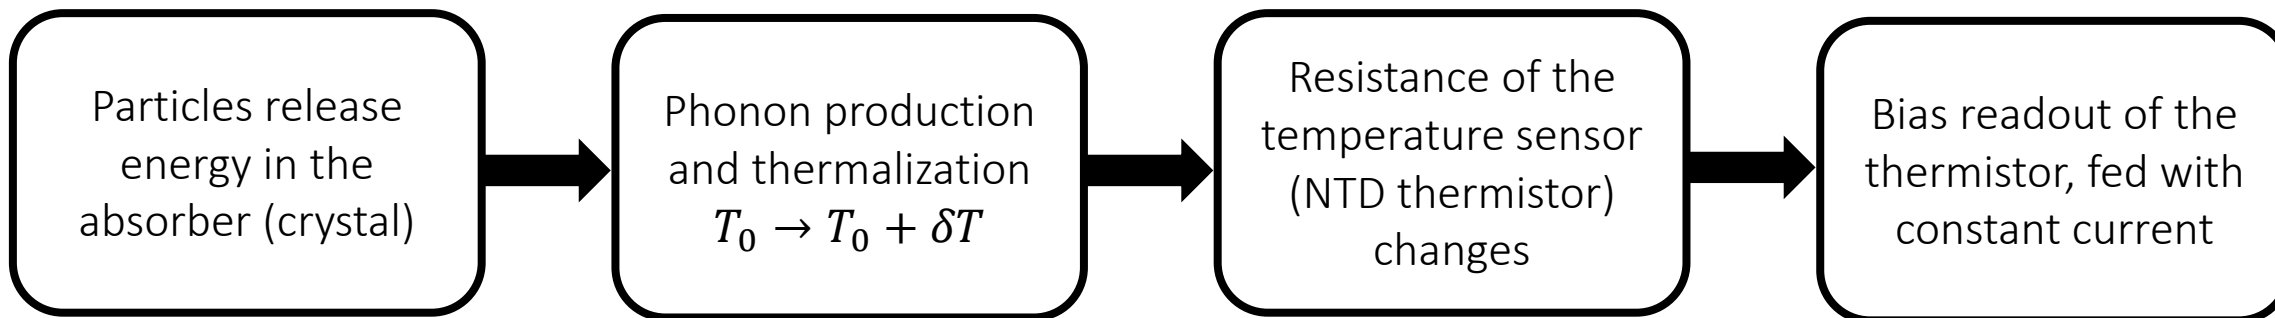 Particles release
energy in the
absorber (crystal)
Phonon production
and thermalization
𝑇₀ → 𝑇₀ + 𝛿𝑇
Resistance of the
temperature sensor
(NTD thermistor)
changes
Bias readout of the
thermistor, fed with
constant current